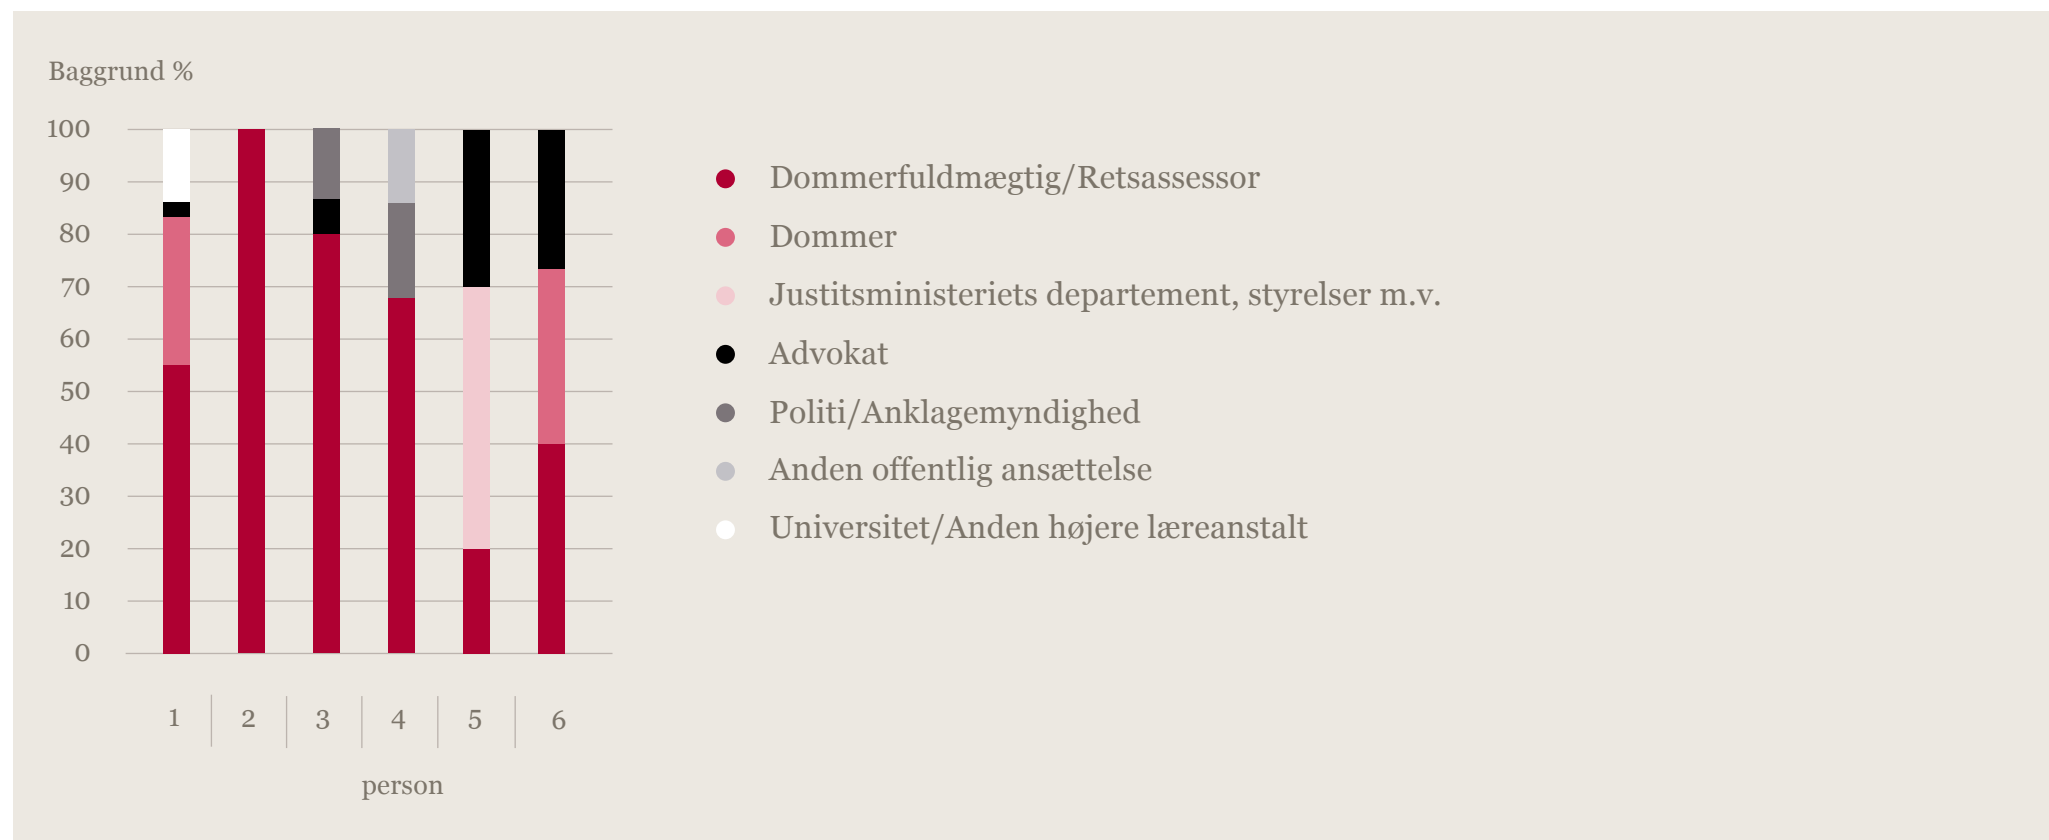 Baggrund %
100
90
80
70
60
50
40
30
20
10
0
1 2 3 4 5 6
person
Dommerfuldmægtig/Retsassessor
Dommer
Justitsministeriets departement, styrelser m.v.
Advokat
Politi/Anklagemyndighed
Anden offentlig ansættelse
Universitet/Anden højere læreanstalt